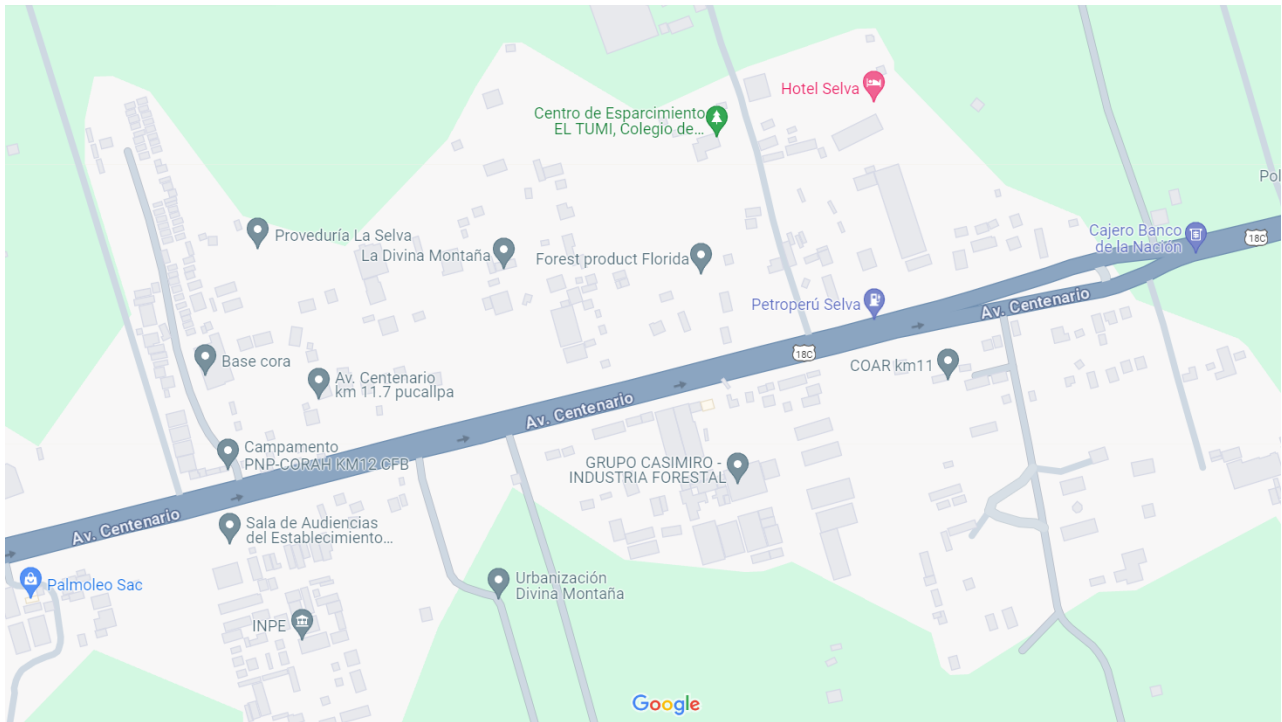 Hotel Selva
Centro de Esparcimiento
EL TUMI, Colegio de...
Pol
Proveduría La Selva
La Divina Montaña
Forest product Florida
Cajero Banco
de la Nación
18C
Petroperú Selva
Av. Centenario
18C
Base cora
COAR km11
Av. Centenario
km 11.7 pucallpa
Av. Centenario
Campamento
PNP-CORAH KM12 CFB
GRUPO CASIMIRO -
INDUSTRIA FORESTAL
Av. Centenario
Sala de Audiencias
del Establecimiento...
Palmoleo Sac
Urbanización
Divina Montaña
INPE
Google